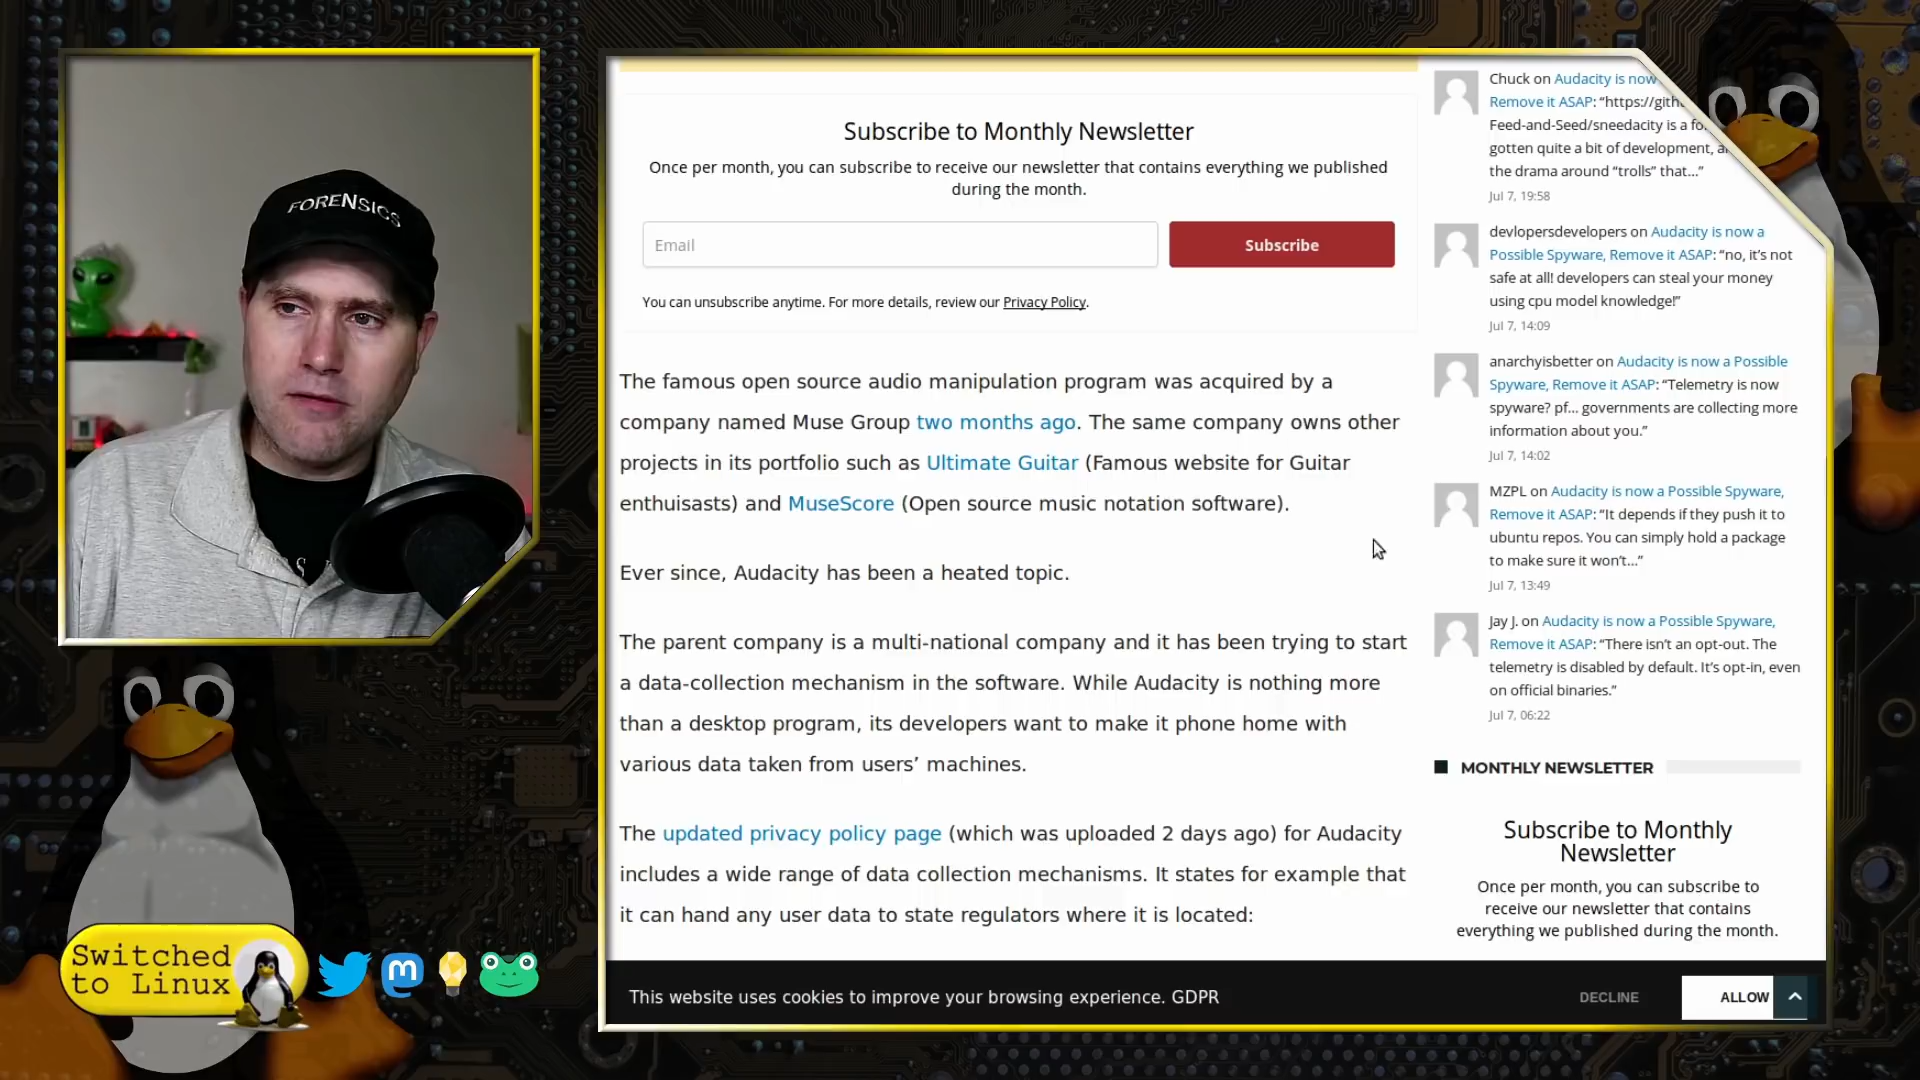 FORENSICS
Switched
to Linux
Subscribe to Monthly Newsletter
Once per month, you can subscribe to receive our newsletter that contains everything we published
during the month.
Email
Subscribe
You can unsubscribe anytime. For more details, review our Privacy Policy.
The famous open source audio manipulation program was acquired by a
company named Muse Group two months ago. The same company owns other
projects in its portfolio such as Ultimate Guitar (Famous website for Guitar
enthuisasts) and MuseScore (Open source music notation software).
Ever since, Audacity has been a heated topic.
The parent company is a multi-national company and it has been trying to start
a data-collection mechanism in the software. While Audacity is nothing more
than a desktop program, its developers want to make it phone home with
various data taken from users’ machines.
The updated privacy policy page (which was uploaded 2 days ago) for Audacity
includes a wide range of data collection mechanisms. It states for example that
it can hand any user data to state regulators where it is located:
Chuck on Audacity is now
Remove it ASAP: “https://gith
Feed-and-Seed/sneedacity is a fo
gotten quite a bit of development, a
the drama around “trolls” that…”
Jul 7, 19:58
devlopersdevelopers on Audacity is now a
Possible Spyware, Remove it ASAP: “no, it’s not
safe at all! developers can steal your money
using cpu model knowledge!”
Jul 7, 14:09
anarchyisbetter on Audacity is now a Possible
Spyware, Remove it ASAP: “Telemetry is now
spyware? pf… governments are collecting more
information about you.”
Jul 7, 14:02
MZPL on Audacity is now a Possible Spyware,
Remove it ASAP: “It depends if they push it to
ubuntu repos. You can simply hold a package
to make sure it won’t…”
Jul 7, 13:49
Jay J. on Audacity is now a Possible Spyware,
Remove it ASAP: “There isn’t an opt-out. The
telemetry is disabled by default. It’s opt-in, even
on official binaries.”
Jul 7, 06:22
MONTHLY NEWSLETTER
Subscribe to Monthly
Newsletter
Once per month, you can subscribe to
receive our newsletter that contains
everything we published during the month.
This website uses cookies to improve your browsing experience. GDPR
DECLINE
ALLOW